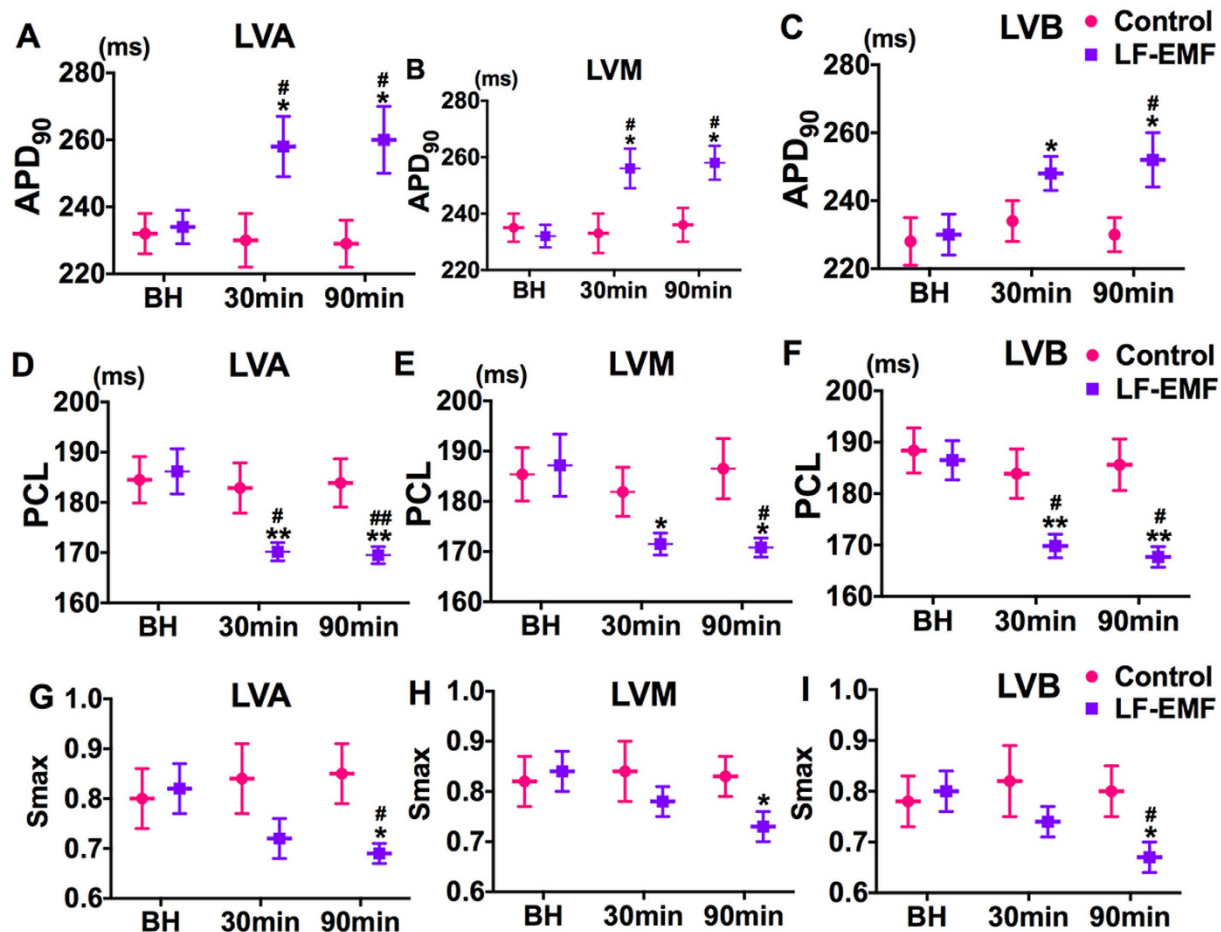 A
(ms)
LVA
APD90
280
260
240
220
#
*
#
*
BH 30min 90min
B
(ms)
LVM
APD90
280
260
240
220
#
*
#
*
BH 30min 90min
C
(ms)
LVB
Control
LF-EMF
APD90
280
260
240
220
*
#
*
BH 30min 90min
D
(ms)
LVA
PCL
200
190
180
170
160
#
**
##
**
BH 30min 90min
E
(ms)
LVM
PCL
200
190
180
170
160
*
#
*
BH 30min 90min
F
(ms)
LVB
Control
LF-EMF
PCL
200
190
180
170
160
#
**
#
**
BH 30min 90min
G
LVA
Smax
1.0
0.9
0.8
0.7
0.6
#
*
BH 30min 90min
H
LVM
Smax
1.0
0.9
0.8
0.7
0.6
*
BH 30min 90min
I
LVB
Control
LF-EMF
Smax
1.0
0.9
0.8
0.7
0.6
#
*
BH 30min 90min